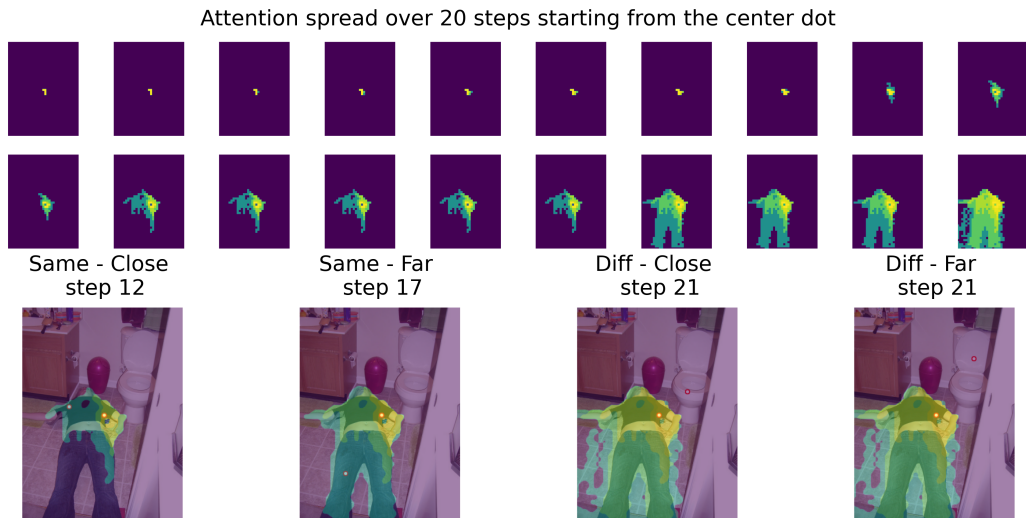 Attention spread over 20 steps starting from the center dot
Same - Close
step 12
Same - Far
step 17
Diff - Close
step 21
Diff - Far
step 21